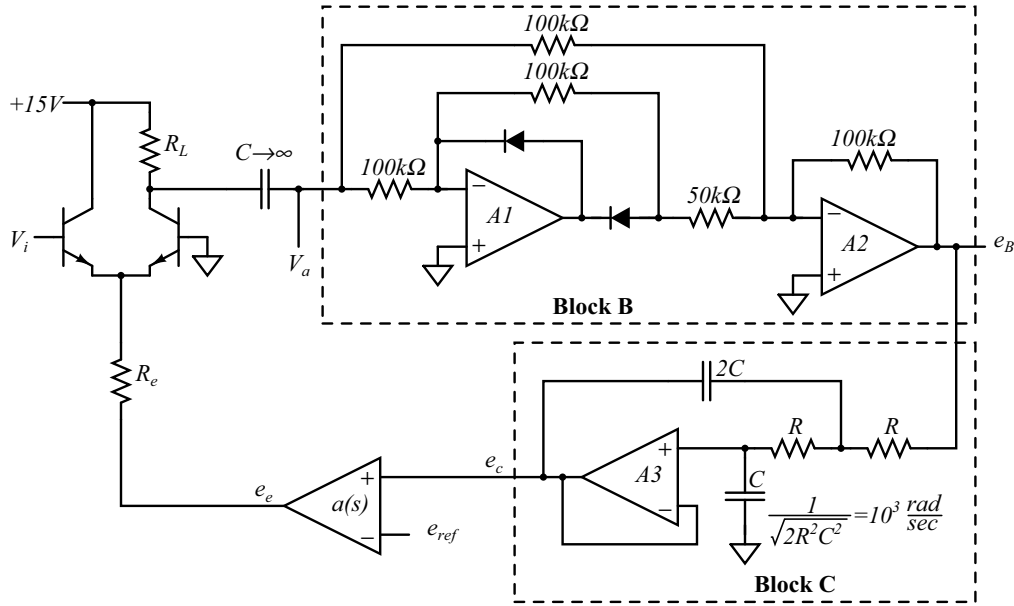 100kΩ
100kΩ
+15V
R_L
C→∞
100kΩ
−
A1
+
50kΩ
100kΩ
−
A2
+
e_B
V_i
V_a
Block B
2C
R
R
R_e
e_c
+
A3
−
C
1/√2R²C² =10³ rad/sec
e_e
+
a(s)
−
e_ref
Block C